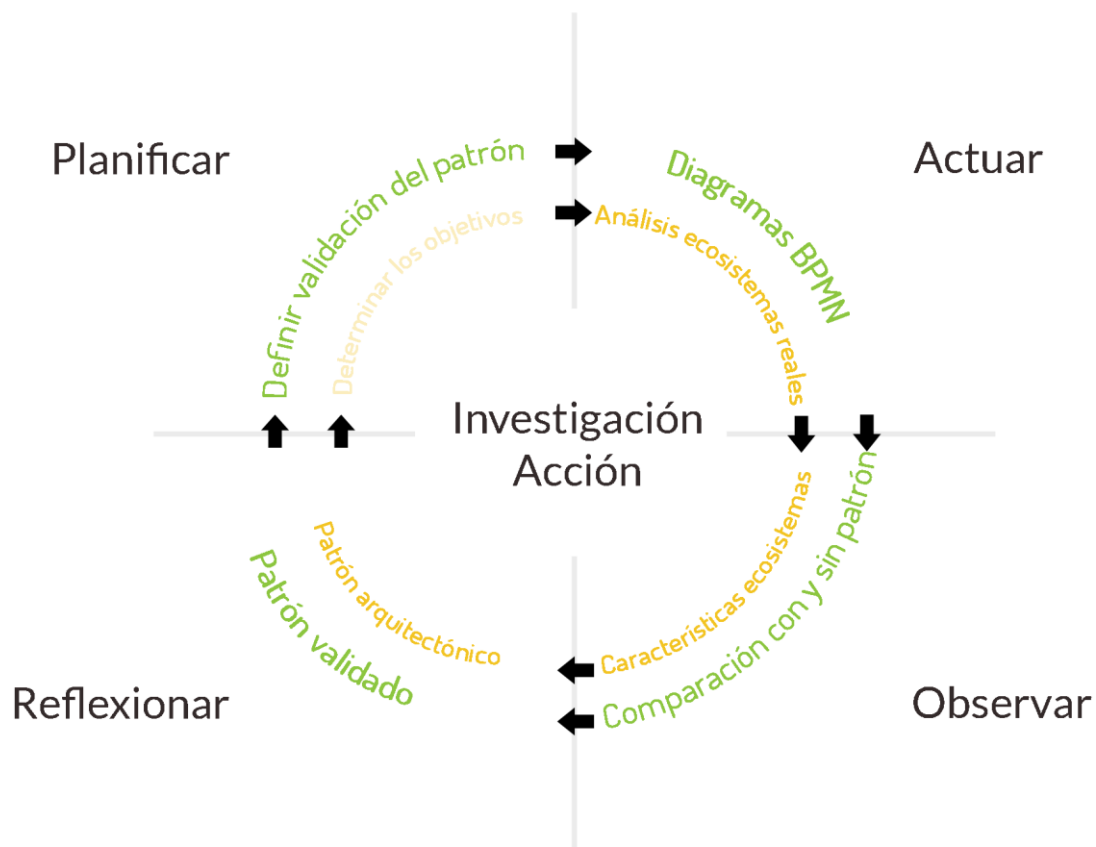 Planificar
Actuar
Definir validación del patrón
Determinar los objetivos
Diagramas BPMN
Análisis ecosistemas reales
Investigación
Acción
Características ecosistemas
Comparación con y sin patrón
Patrón arquitectónico
Patrón validado
Reflexionar
Observar